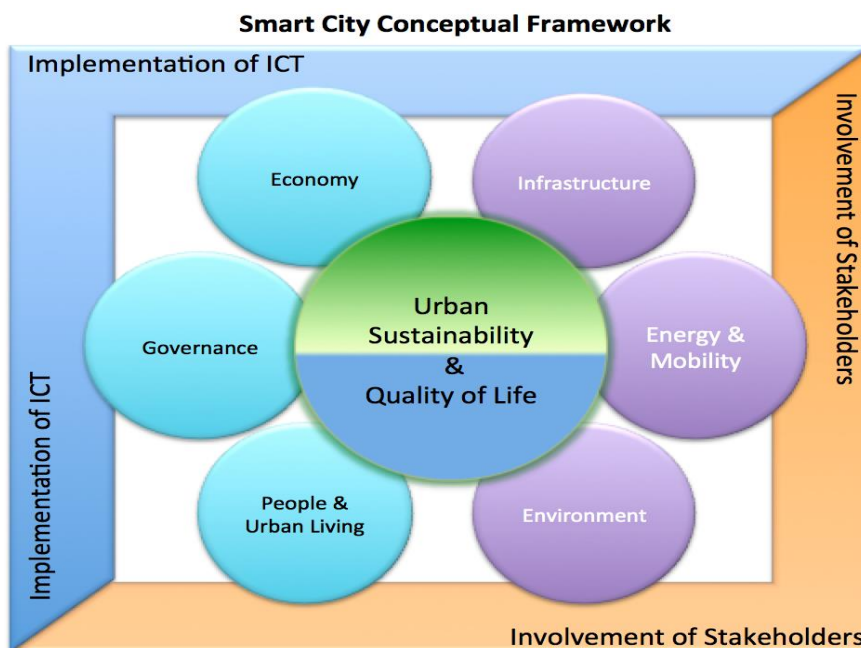 Smart City Conceptual Framework
Implementation of ICT
Involvement of Stakeholders
Economy
Infrastructure
Urban
Sustainability
&
Quality of Life
Governance
Energy &
Mobility
People &
Urban Living
Environment
Implementation of ICT
Involvement of Stakeholders